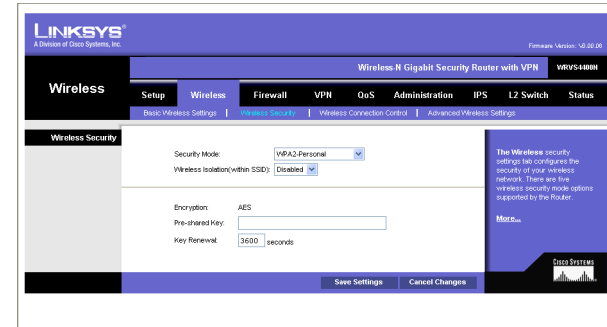 LINKSYS®
A Division of Cisco Systems, Inc.
Firmware Version: V0.00.00
Wireless-N Gigabit Security Router with VPN WRVS4400N
Wireless
Setup Wireless Firewall VPN QoS Administration IPS L2 Switch Status
Basic Wireless Settings | Wireless Security | Wireless Connection Control | Advanced Wireless Settings
Wireless Security
Security Mode: WPA2-Personal
Wireless Isolation(within SSID): Disabled
Encryption: AES
Pre-shared Key:
Key Renewal: 3600 seconds
The Wireless security
settings tab configures the
security of your wireless
network. There are five
wireless security mode options
supported by the Router.
More...
Save Settings Cancel Changes
CISCO SYSTEMS